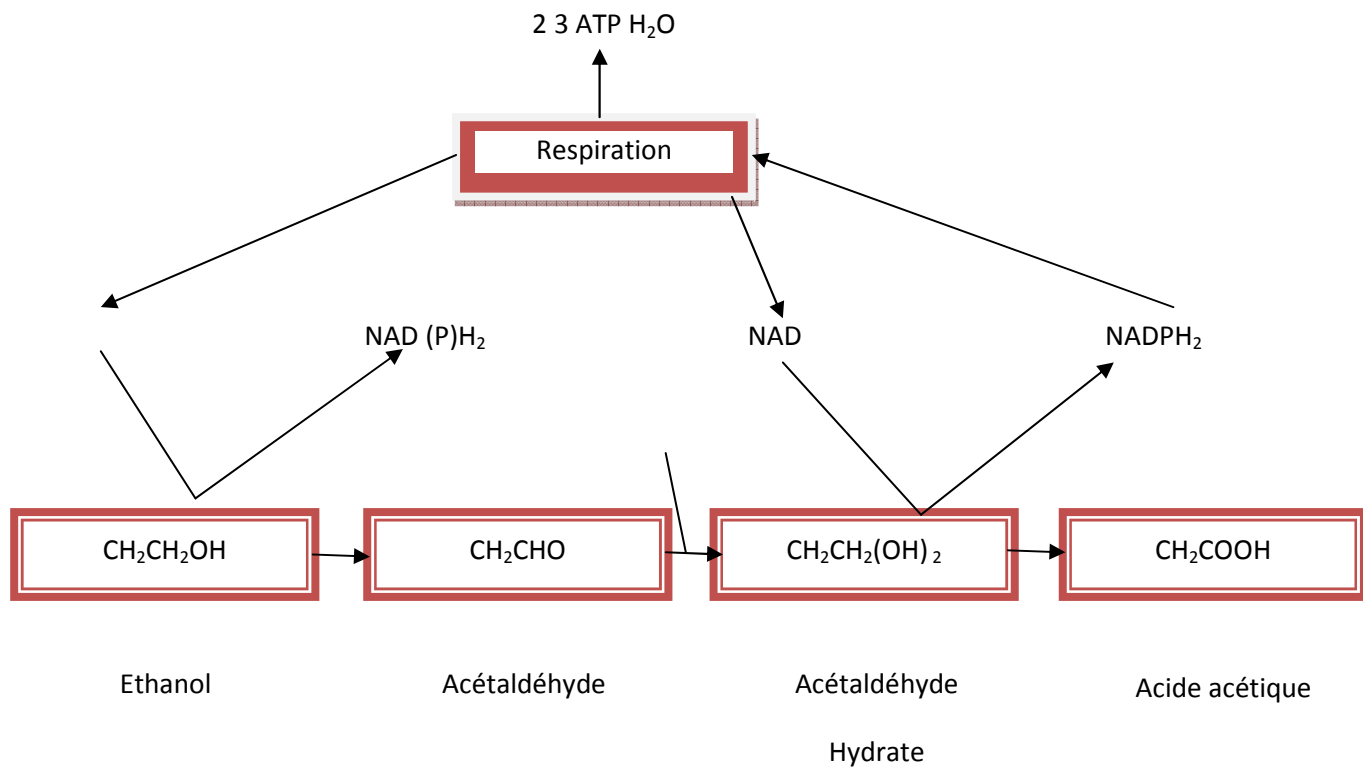 2 3 ATP H₂O
Respiration
NAD (P)H₂ NAD NADPH₂
CH₂CH₂OH CH₂CHO CH₂CH₂(OH) ₂ CH₂COOH
Ethanol Acétaldéhyde Acétaldéhyde Acide acétique
Hydrate